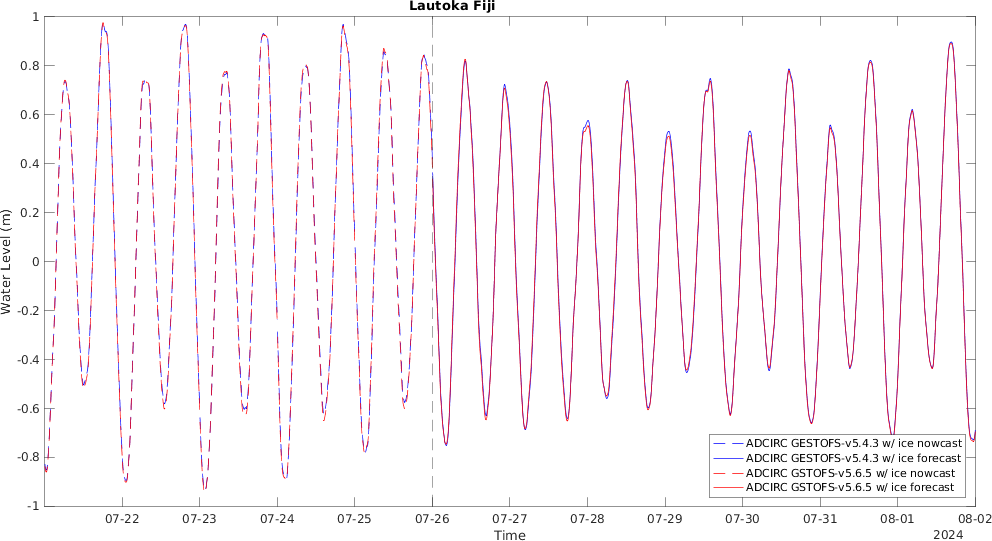 Lautoka Fiji
1
0.8
0.6
0.4
0.2
0
-0.2
-0.4
-0.6
-0.8
-1
Water Level (m)
ADCIRC GESTOFS-v5.4.3 w/ ice nowcast
ADCIRC GESTOFS-v5.4.3 w/ ice forecast
ADCIRC GSTOFS-v5.6.5 w/ ice nowcast
ADCIRC GSTOFS-v5.6.5 w/ ice forecast
07-22 07-23 07-24 07-25 07-26 07-27 07-28 07-29 07-30 07-31 08-01 08-02
Time
2024